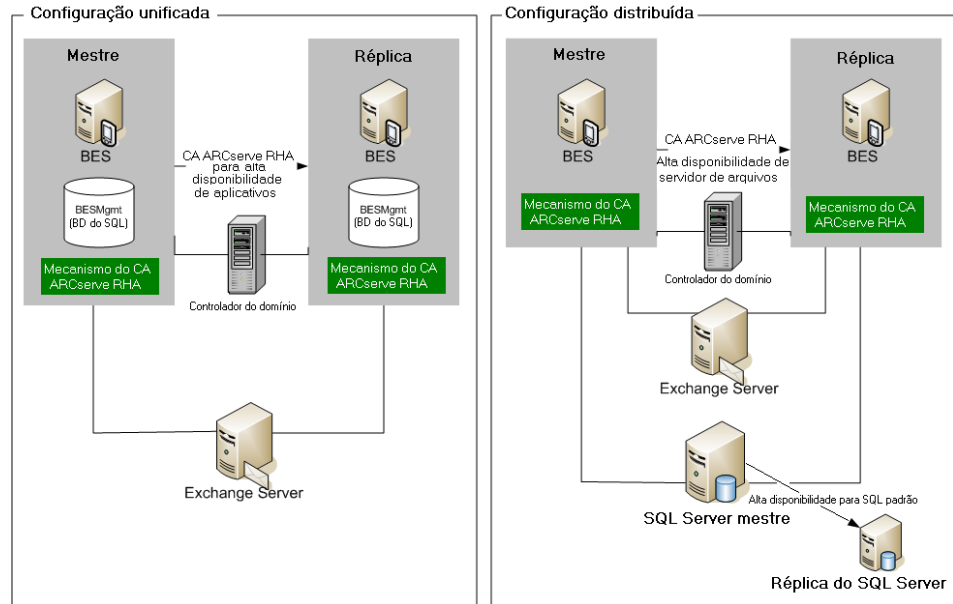 Configuração unificada
Mestre
Réplica
BES
BES
CA ARCserve RHA
para alta
disponibilidade
de aplicativos
BESMgmt
(BD do SQL)
BESMgmt
(BD do SQL)
Mecanismo do CA
ARCserve RHA
Mecanismo do CA
ARCserve RHA
Controlador do domínio
Exchange Server
Configuração distribuída
Mestre
Réplica
BES
BES
CA ARCserve RHA
Alta disponibilidade de
servidor de arquivos
Mecanismo do CA
ARCserve RHA
Mecanismo do CA
ARCserve RHA
Controlador do domínio
Exchange Server
SQL Server mestre
Alta disponibilidade para SQL padrão
Réplica do SQL Server